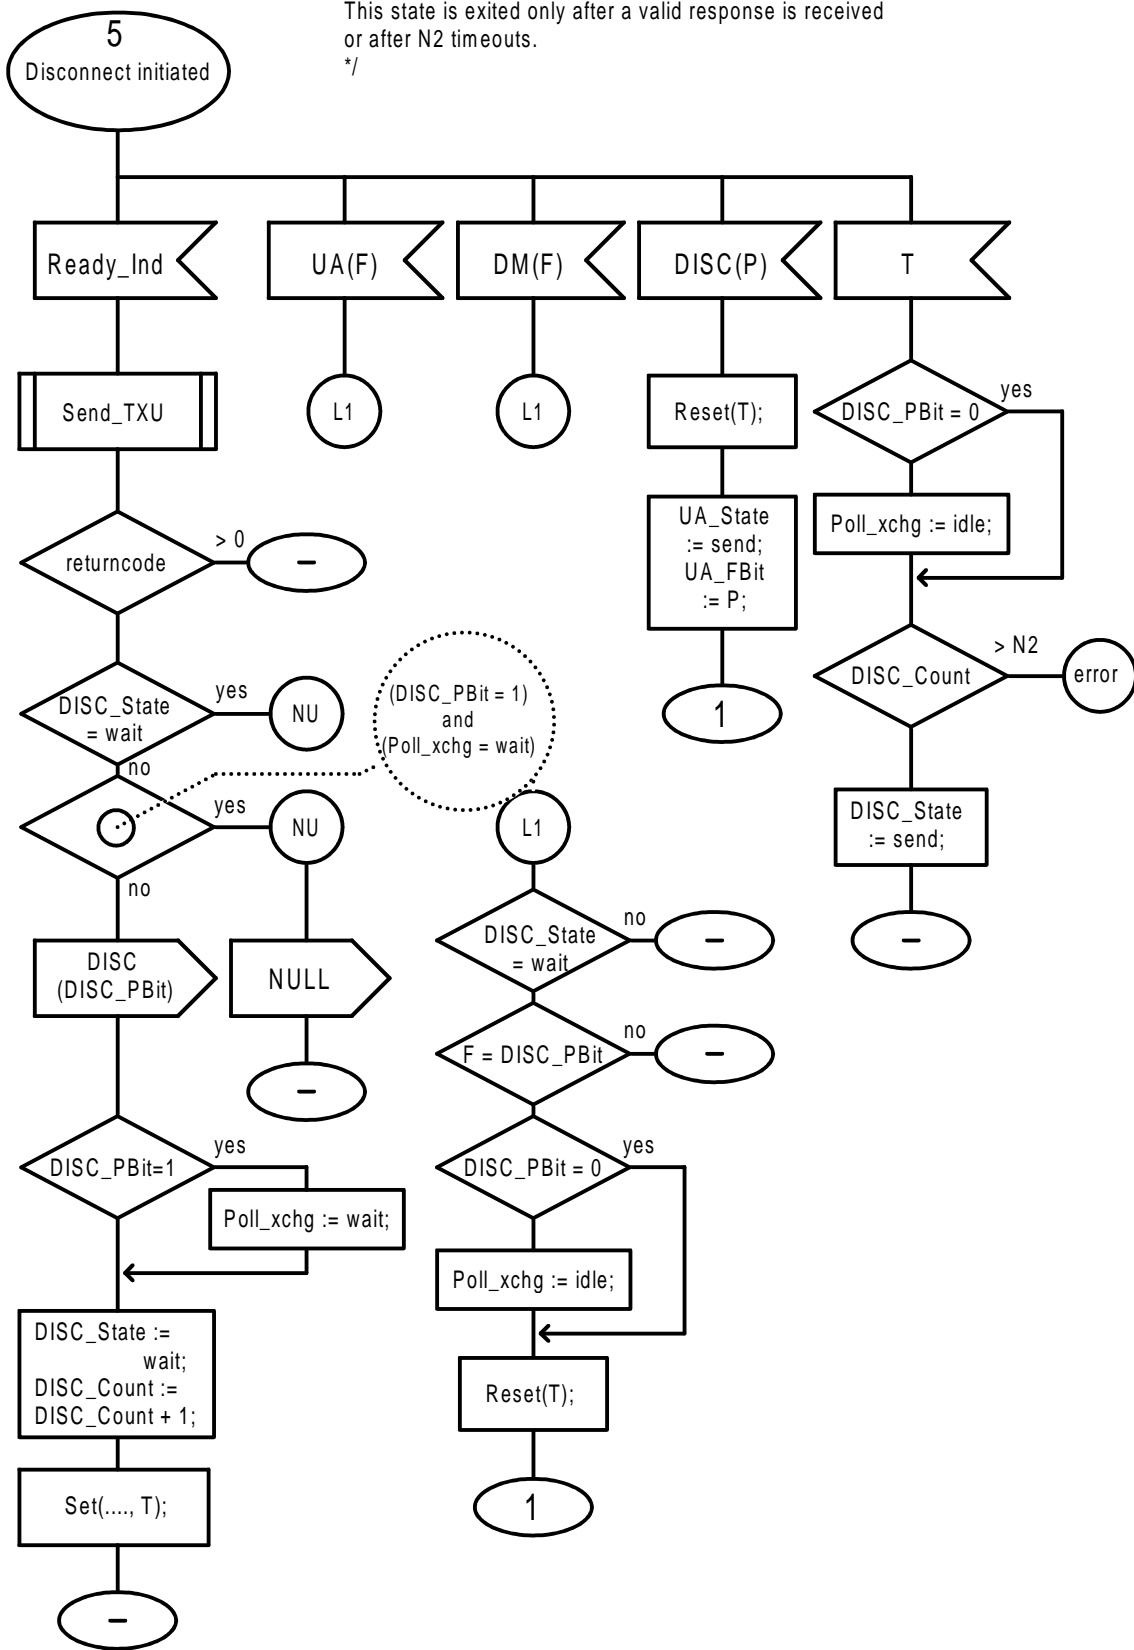 This state is exited only after a valid response is received
or after N2 timeouts.
*/
5
Disconnect initiated
Ready_Ind
UA(F)
DM(F)
DISC(P)
T
Send_TXU
L1
L1
Reset(T);
DISC_PBit = 0
yes
returncode
> 0
–
UA_State
:= send;
UA_FBit
:= P;
Poll_xchg := idle;
DISC_State
= wait
yes
NU
no
(DISC_PBit = 1)
and
(Poll_xchg = wait)
1
DISC_Count
> N2
error
yes
NU
no
L1
DISC_State
:= send;
–
DISC
(DISC_PBit)
NULL
–
DISC_State
= wait
no
–
F = DISC_PBit
no
–
DISC_PBit=1
yes
Poll_xchg := wait;
DISC_PBit = 0
yes
Poll_xchg := idle;
DISC_State :=
wait;
DISC_Count :=
DISC_Count + 1;
Reset(T);
1
Set(...., T);
–